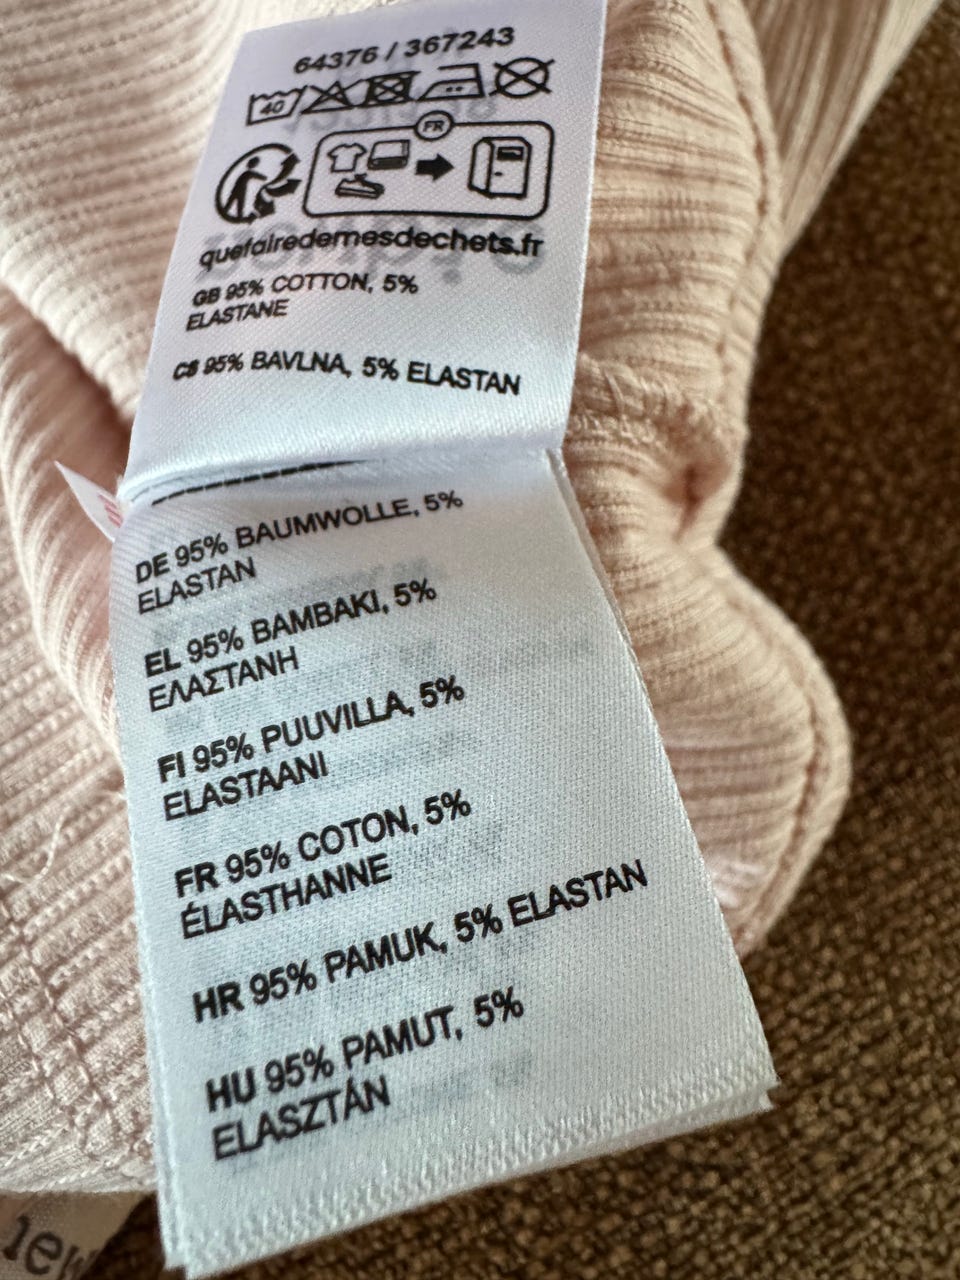 64376 / 367243
40
FR
quefairedemesdechets.fr
GB 95% COTTON, 5%
ELASTANE
CS 95% BAVLNA, 5% ELASTAN
DE 95% BAUMWOLLE, 5%
ELASTAN
EL 95% BAMBAKI, 5%
ΕΛΑΣΤΑΝΗ
FI 95% PUUVILLA, 5%
ELASTAANI
FR 95% COTON, 5%
ÉLASTHANNE
HR 95% PAMUK, 5% ELASTAN
HU 95% PAMUT, 5%
ELASZTÁN